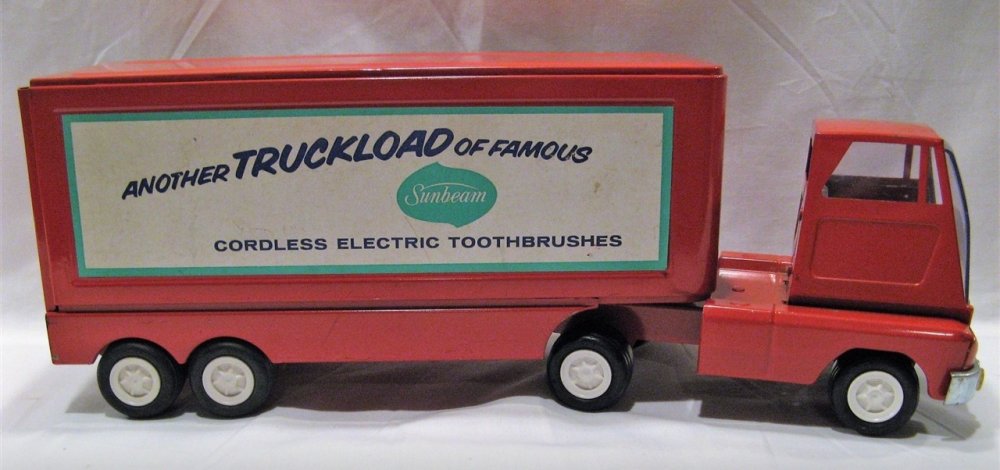 ANOTHER TRUCKLOAD OF FAMOUS
Sunbeam
CORDLESS ELECTRIC TOOTHBRUSHES